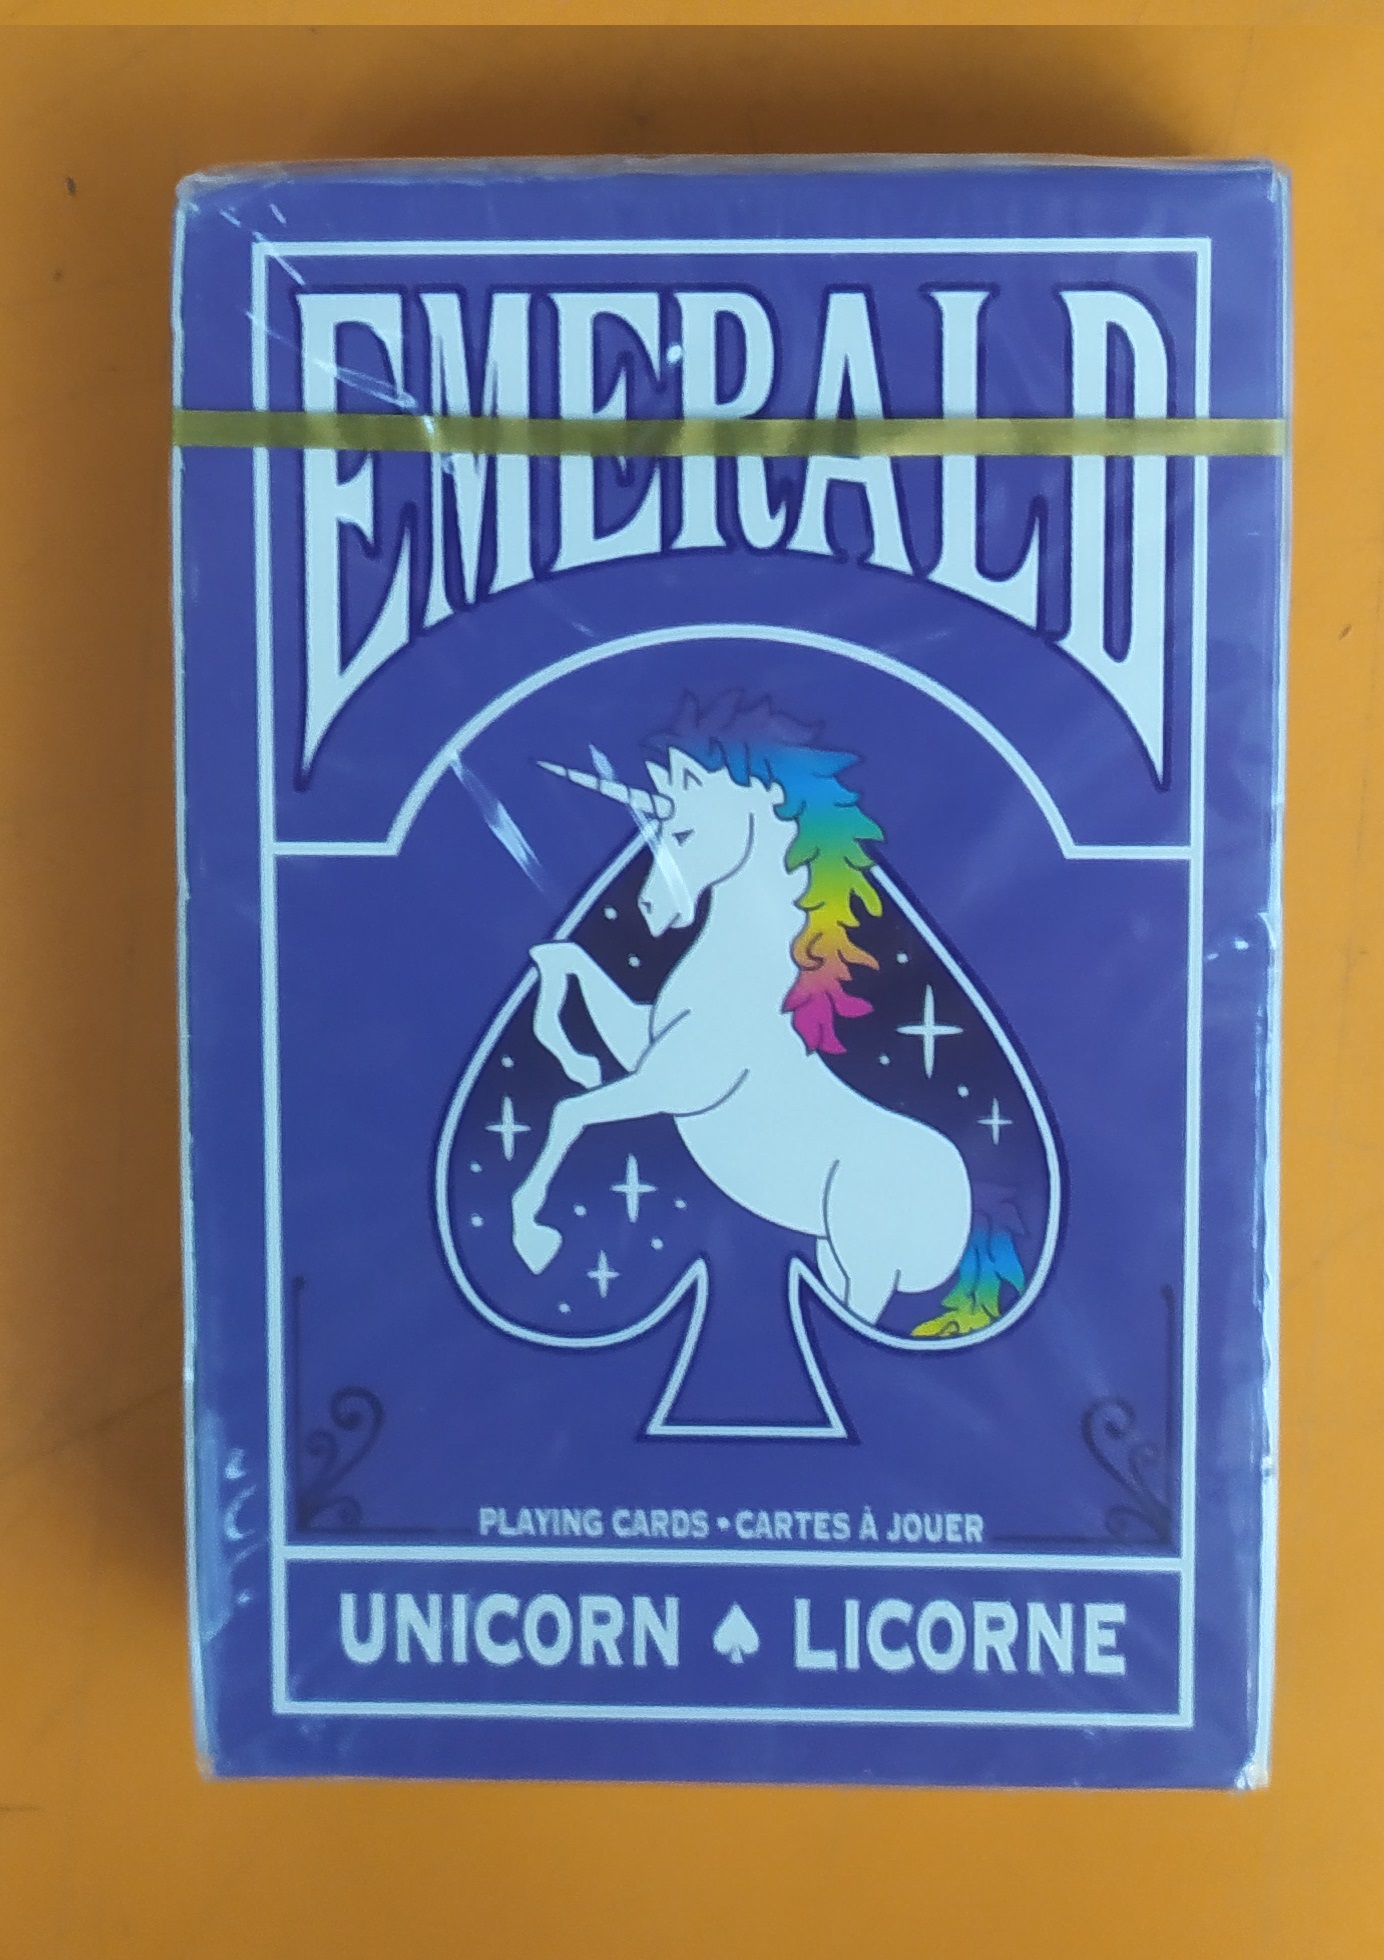 EMERALD
PLAYING CARDS • CARTES À JOUER
UNICORN ♠ LICORNE